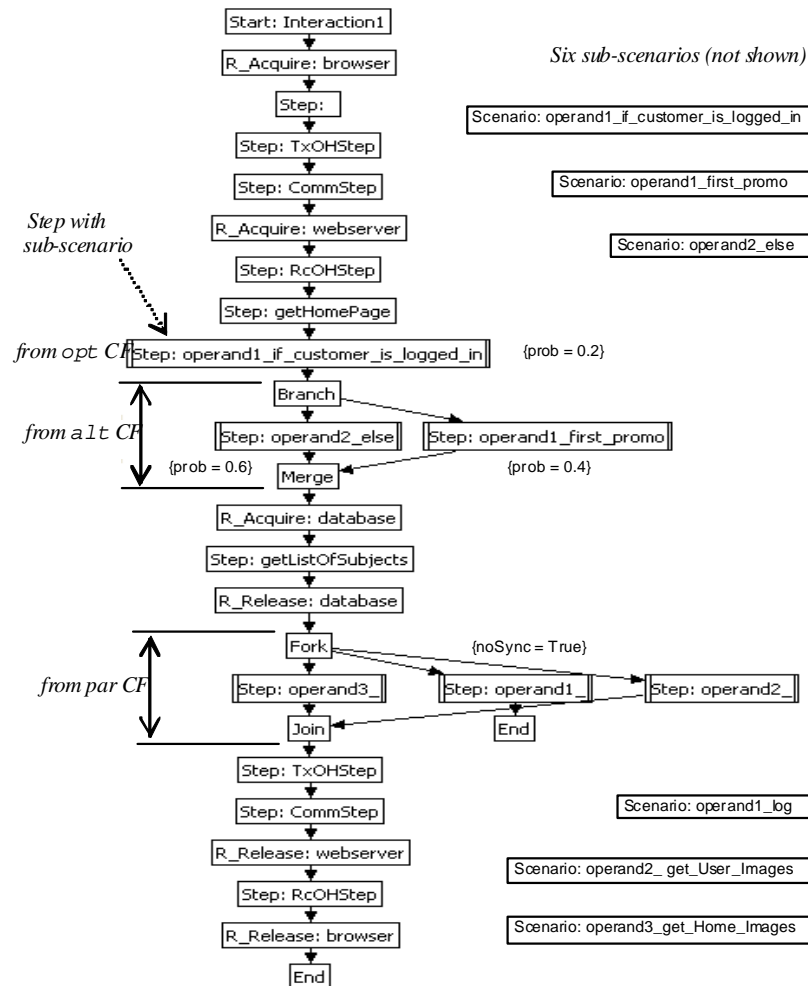 Start: Interaction1
Six sub-scenarios (not shown)
R_Acquire: browser
Step:
Scenario: operand1_if_customer_is_logged_in
Step: TxOHStep
Step: CommStep
Scenario: operand1_first_promo
Step with
sub-scenario
R_Acquire: webserver
Scenario: operand2_else
Step: RcOHStep
Step: getHomePage
from opt CF
Step: operand1_if_customer_is_logged_in
{prob = 0.2}
Branch
from alt CF
Step: operand2_else
Step: operand1_first_promo
{prob = 0.6}
Merge
{prob = 0.4}
R_Acquire: database
Step: getListOfSubjects
R_Release: database
Fork
{noSync = True}
from par CF
Step: operand3_
Step: operand1_
Step: operand2_
Join
End
Step: TxOHStep
Step: CommStep
Scenario: operand1_log
R_Release: webserver
Scenario: operand2_ get_User_Images
Step: RcOHStep
R_Release: browser
Scenario: operand3_get_Home_Images
End